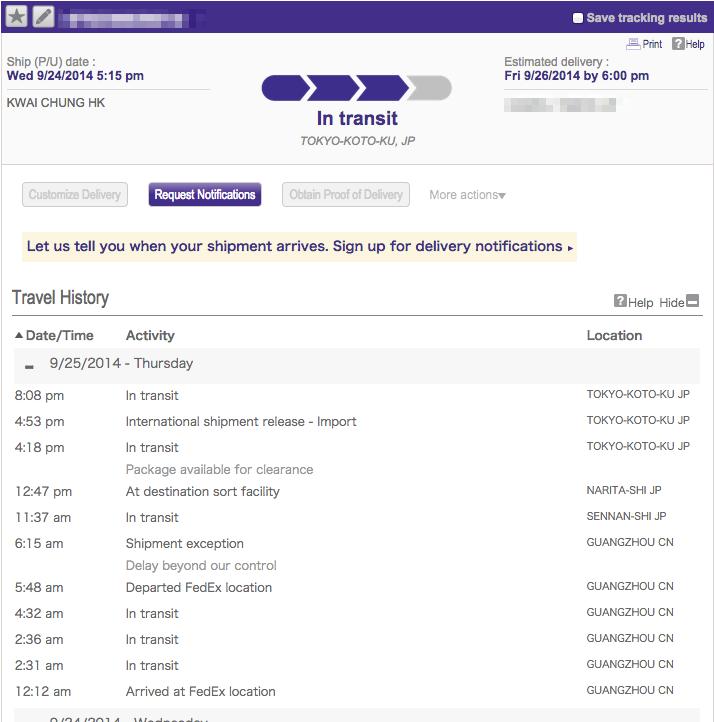 Save tracking results
Print ? Help
Ship (P/U) date :
Wed 9/24/2014 5:15 pm
KWAI CHUNG HK
In transit
TOKYO-KOTO-KU, JP
Estimated delivery :
Fri 9/26/2014 by 6:00 pm
Customize Delivery Request Notifications Obtain Proof of Delivery More actions
Let us tell you when your shipment arrives. Sign up for delivery notifications
Travel History
? Help Hide
Date/Time Activity Location
9/25/2014 - Thursday
8:08 pm In transit TOKYO-KOTO-KU JP
4:53 pm International shipment release - Import TOKYO-KOTO-KU JP
4:18 pm In transit TOKYO-KOTO-KU JP
Package available for clearance
12:47 pm At destination sort facility NARITA-SHI JP
11:37 am In transit SENNAN-SHI JP
6:15 am Shipment exception GUANGZHOU CN
Delay beyond our control
5:48 am Departed FedEx location GUANGZHOU CN
4:32 am In transit GUANGZHOU CN
2:36 am In transit GUANGZHOU CN
2:31 am In transit GUANGZHOU CN
12:12 am Arrived at FedEx location GUANGZHOU CN
9/24/2014 - Wednesday